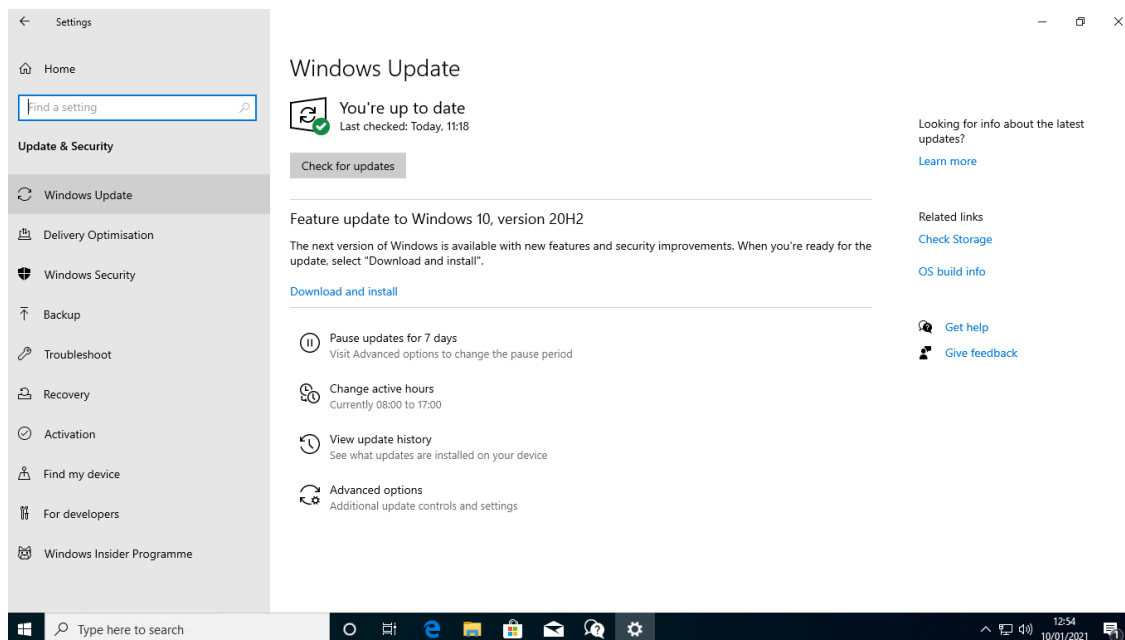 Settings
Home
Find a setting
Update & Security
Windows Update
Delivery Optimisation
Windows Security
Backup
Troubleshoot
Recovery
Activation
Find my device
For developers
Windows Insider Programme
Windows Update
You're up to date
Last checked: Today, 11:18
Check for updates
Feature update to Windows 10, version 20H2
The next version of Windows is available with new features and security improvements. When you're ready for the
update, select "Download and install".
Download and install
Pause updates for 7 days
Visit Advanced options to change the pause period
Change active hours
Currently 08:00 to 17:00
View update history
See what updates are installed on your device
Advanced options
Additional update controls and settings
Looking for info about the latest
updates?
Learn more
Related links
Check Storage
OS build info
Get help
Give feedback
Type here to search
12:54
10/01/2021
1